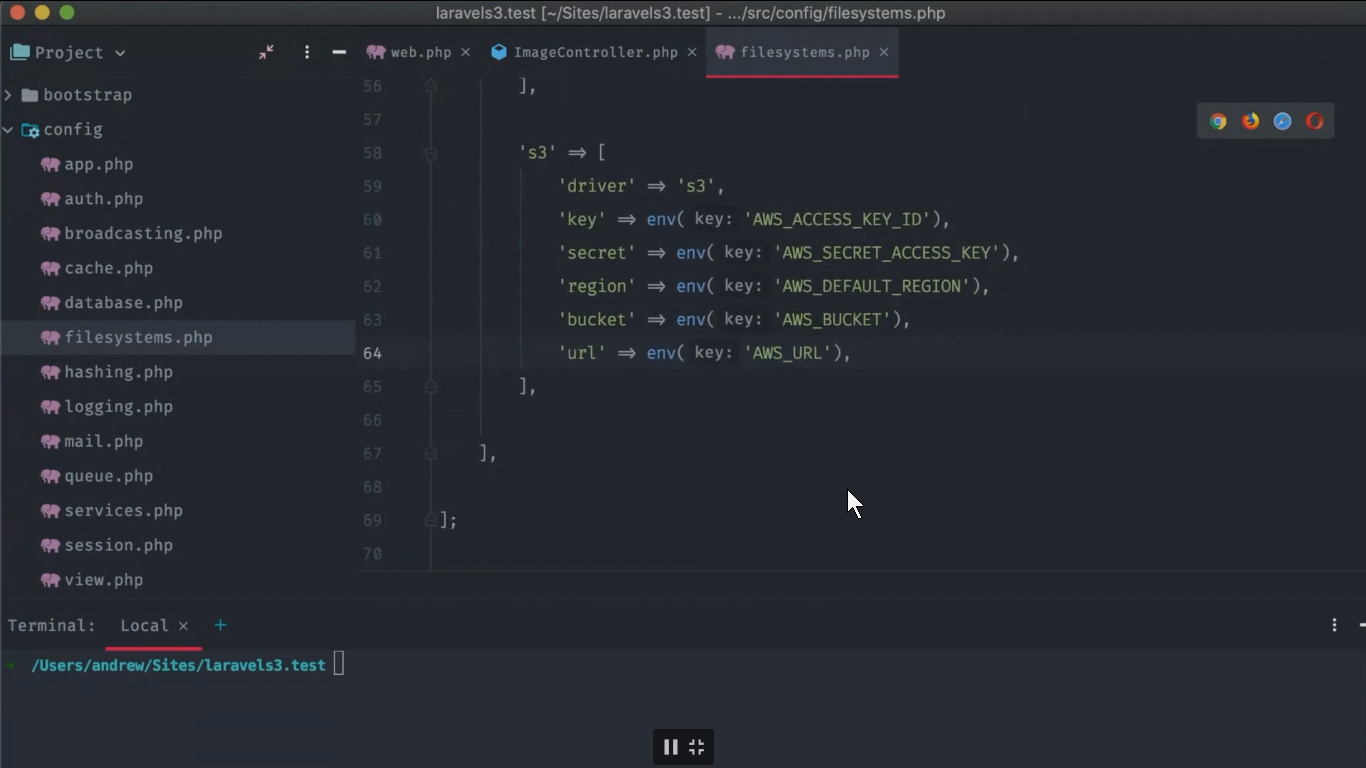 laravels3.test [~/Sites/laravels3.test] - .../src/config/filesystems.php
Project
web.php
ImageController.php
filesystems.php
bootstrap
config
app.php
auth.php
broadcasting.php
cache.php
database.php
filesystems.php
hashing.php
logging.php
mail.php
queue.php
services.php
session.php
view.php
56 ],
57
58 's3' => [
59 'driver' => 's3',
60 'key' => env( key: 'AWS_ACCESS_KEY_ID'),
61 'secret' => env( key: 'AWS_SECRET_ACCESS_KEY'),
62 'region' => env( key: 'AWS_DEFAULT_REGION'),
63 'bucket' => env( key: 'AWS_BUCKET'),
64 'url' => env( key: 'AWS_URL'),
65 ],
66
67 ],
68
69 ];
70
Terminal: Local × +
/Users/andrew/Sites/laravels3.test